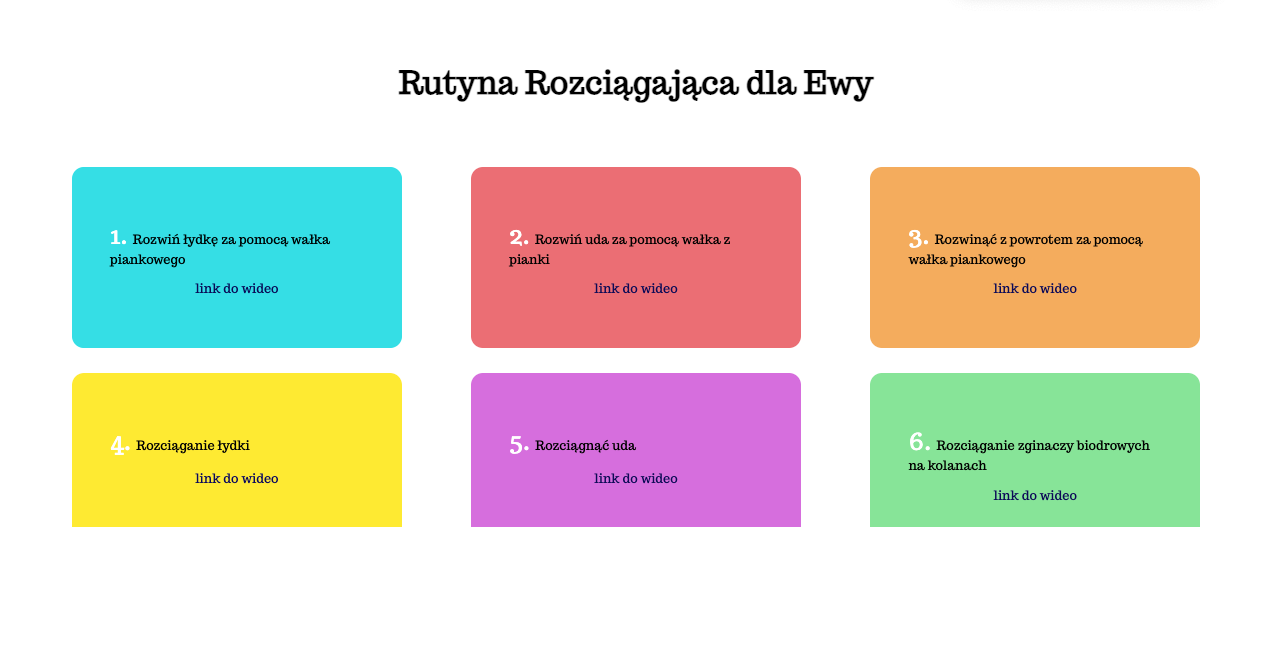 Rutyna Rozciągająca dla Ewy
1. Rozwiń łydkę za pomocą wałka
piankowego
link do wideo
2. Rozwiń uda za pomocą wałka z
pianki
link do wideo
3. Rozwinąć z powrotem za pomocą
wałka piankowego
link do wideo
4. Rozciąganie łydki
link do wideo
5. Rozciągnąć uda
link do wideo
6. Rozciąganie zginaczy biodrowych
na kolanach
link do wideo